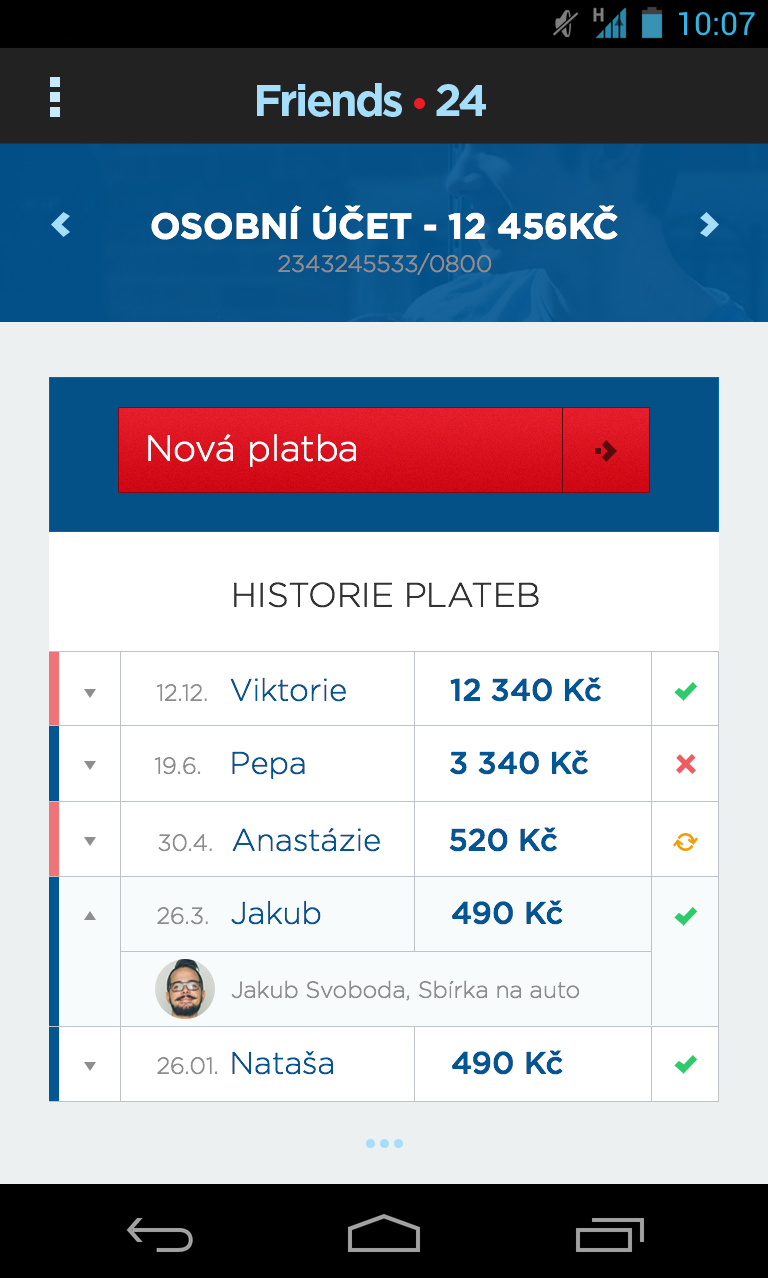 H 10:07
Friends • 24
OSOBNÍ ÚČET - 12 456KČ
2343245533/0800
Nová platba
HISTORIE PLATEB
12.12. Viktorie 12 340 Kč
19.6. Pepa 3 340 Kč
30.4. Anastázie 520 Kč
26.3. Jakub 490 Kč
Jakub Svoboda, Sbírka na auto
26.01. Nataša 490 Kč